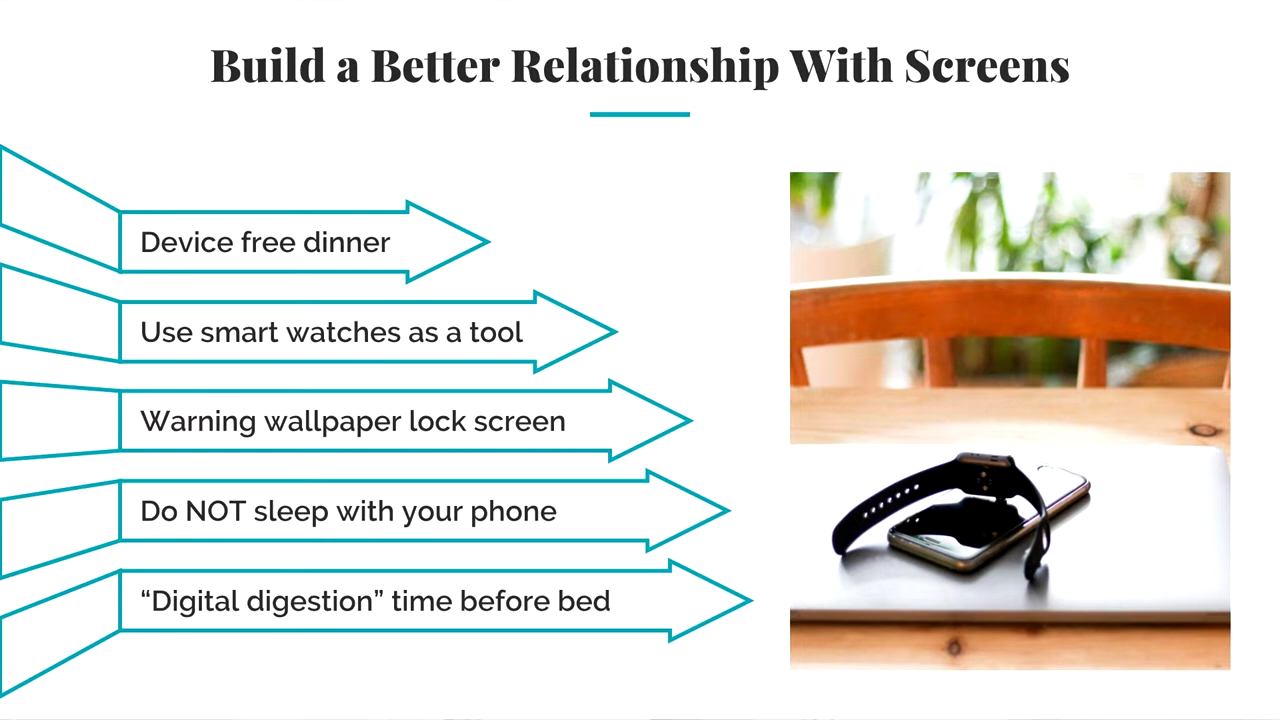 Build a Better Relationship With Screens
Device free dinner
Use smart watches as a tool
Warning wallpaper lock screen
Do NOT sleep with your phone
“Digital digestion” time before bed